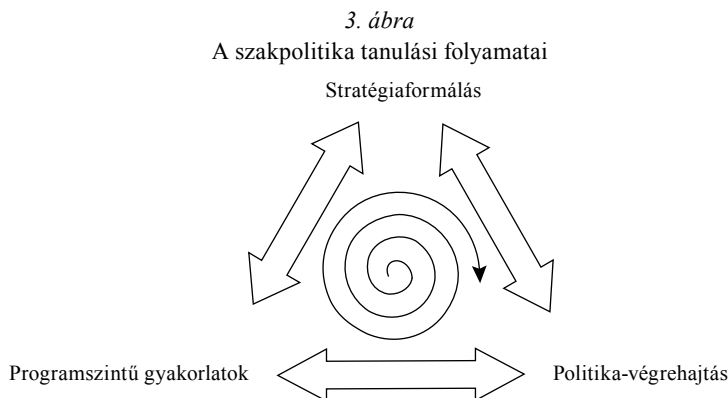 3. ábra
A szakpolitika tanulási folyamatai
Stratégiaformálás
Programszintű gyakorlatok
Politika-végrehajtás